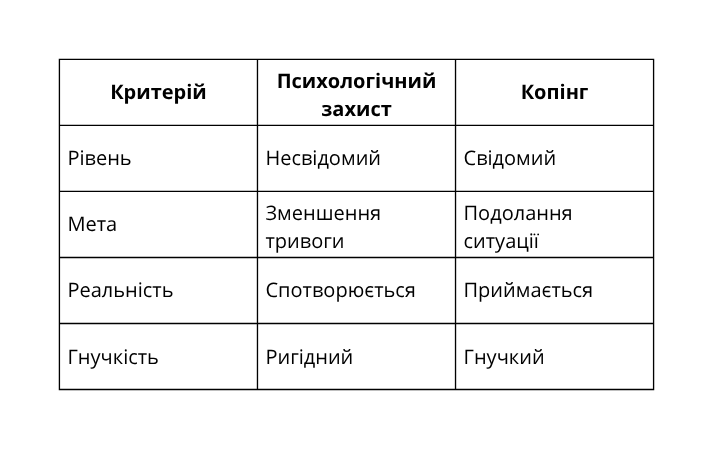 Критерій
Психологічний
захист
Копінг
Рівень
Несвідомий
Свідомий
Мета
Зменшення
тривоги
Подолання
ситуації
Реальність
Спотворюється
Приймається
Гнучкість
Ригідний
Гнучкий